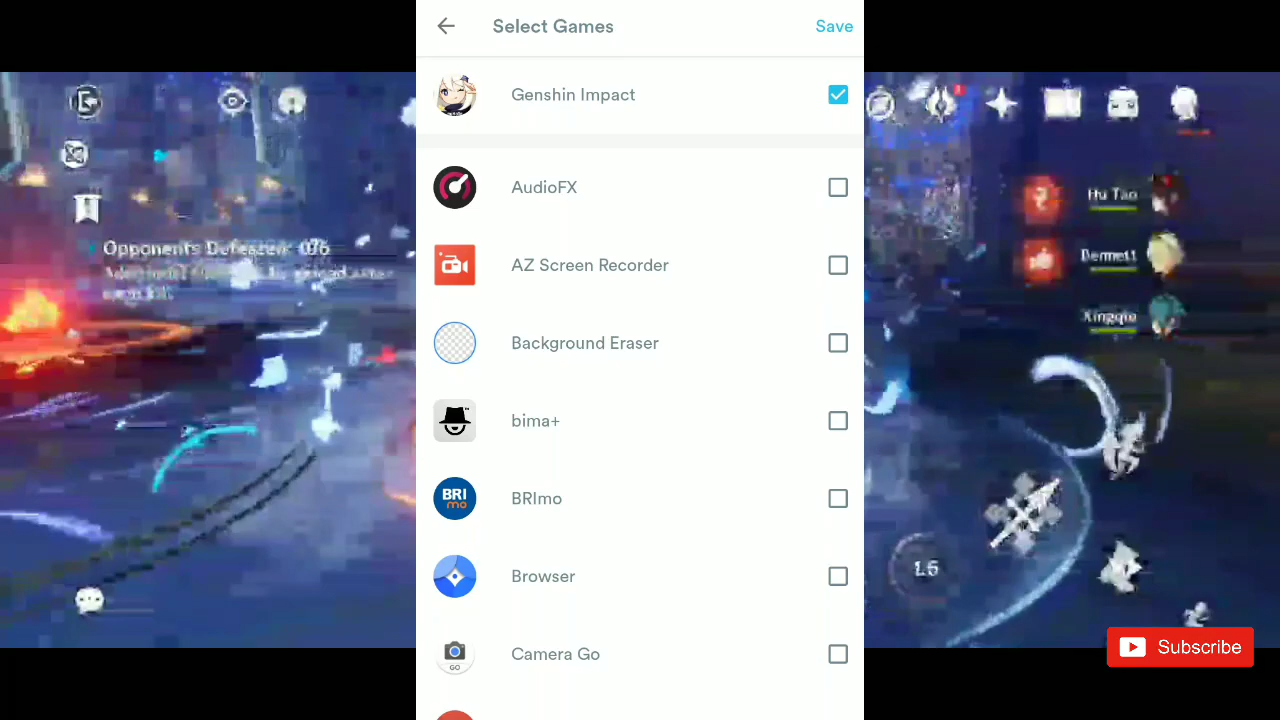 Select Games
Save
Genshin Impact
AudioFX
AZ Screen Recorder
Background Eraser
bima+
BRI
mo
BRImo
Browser
GO
Camera Go
Opponents Defeated: 0/6
Hu Tao
Bennett
Xingqiu
1.6
Subscribe